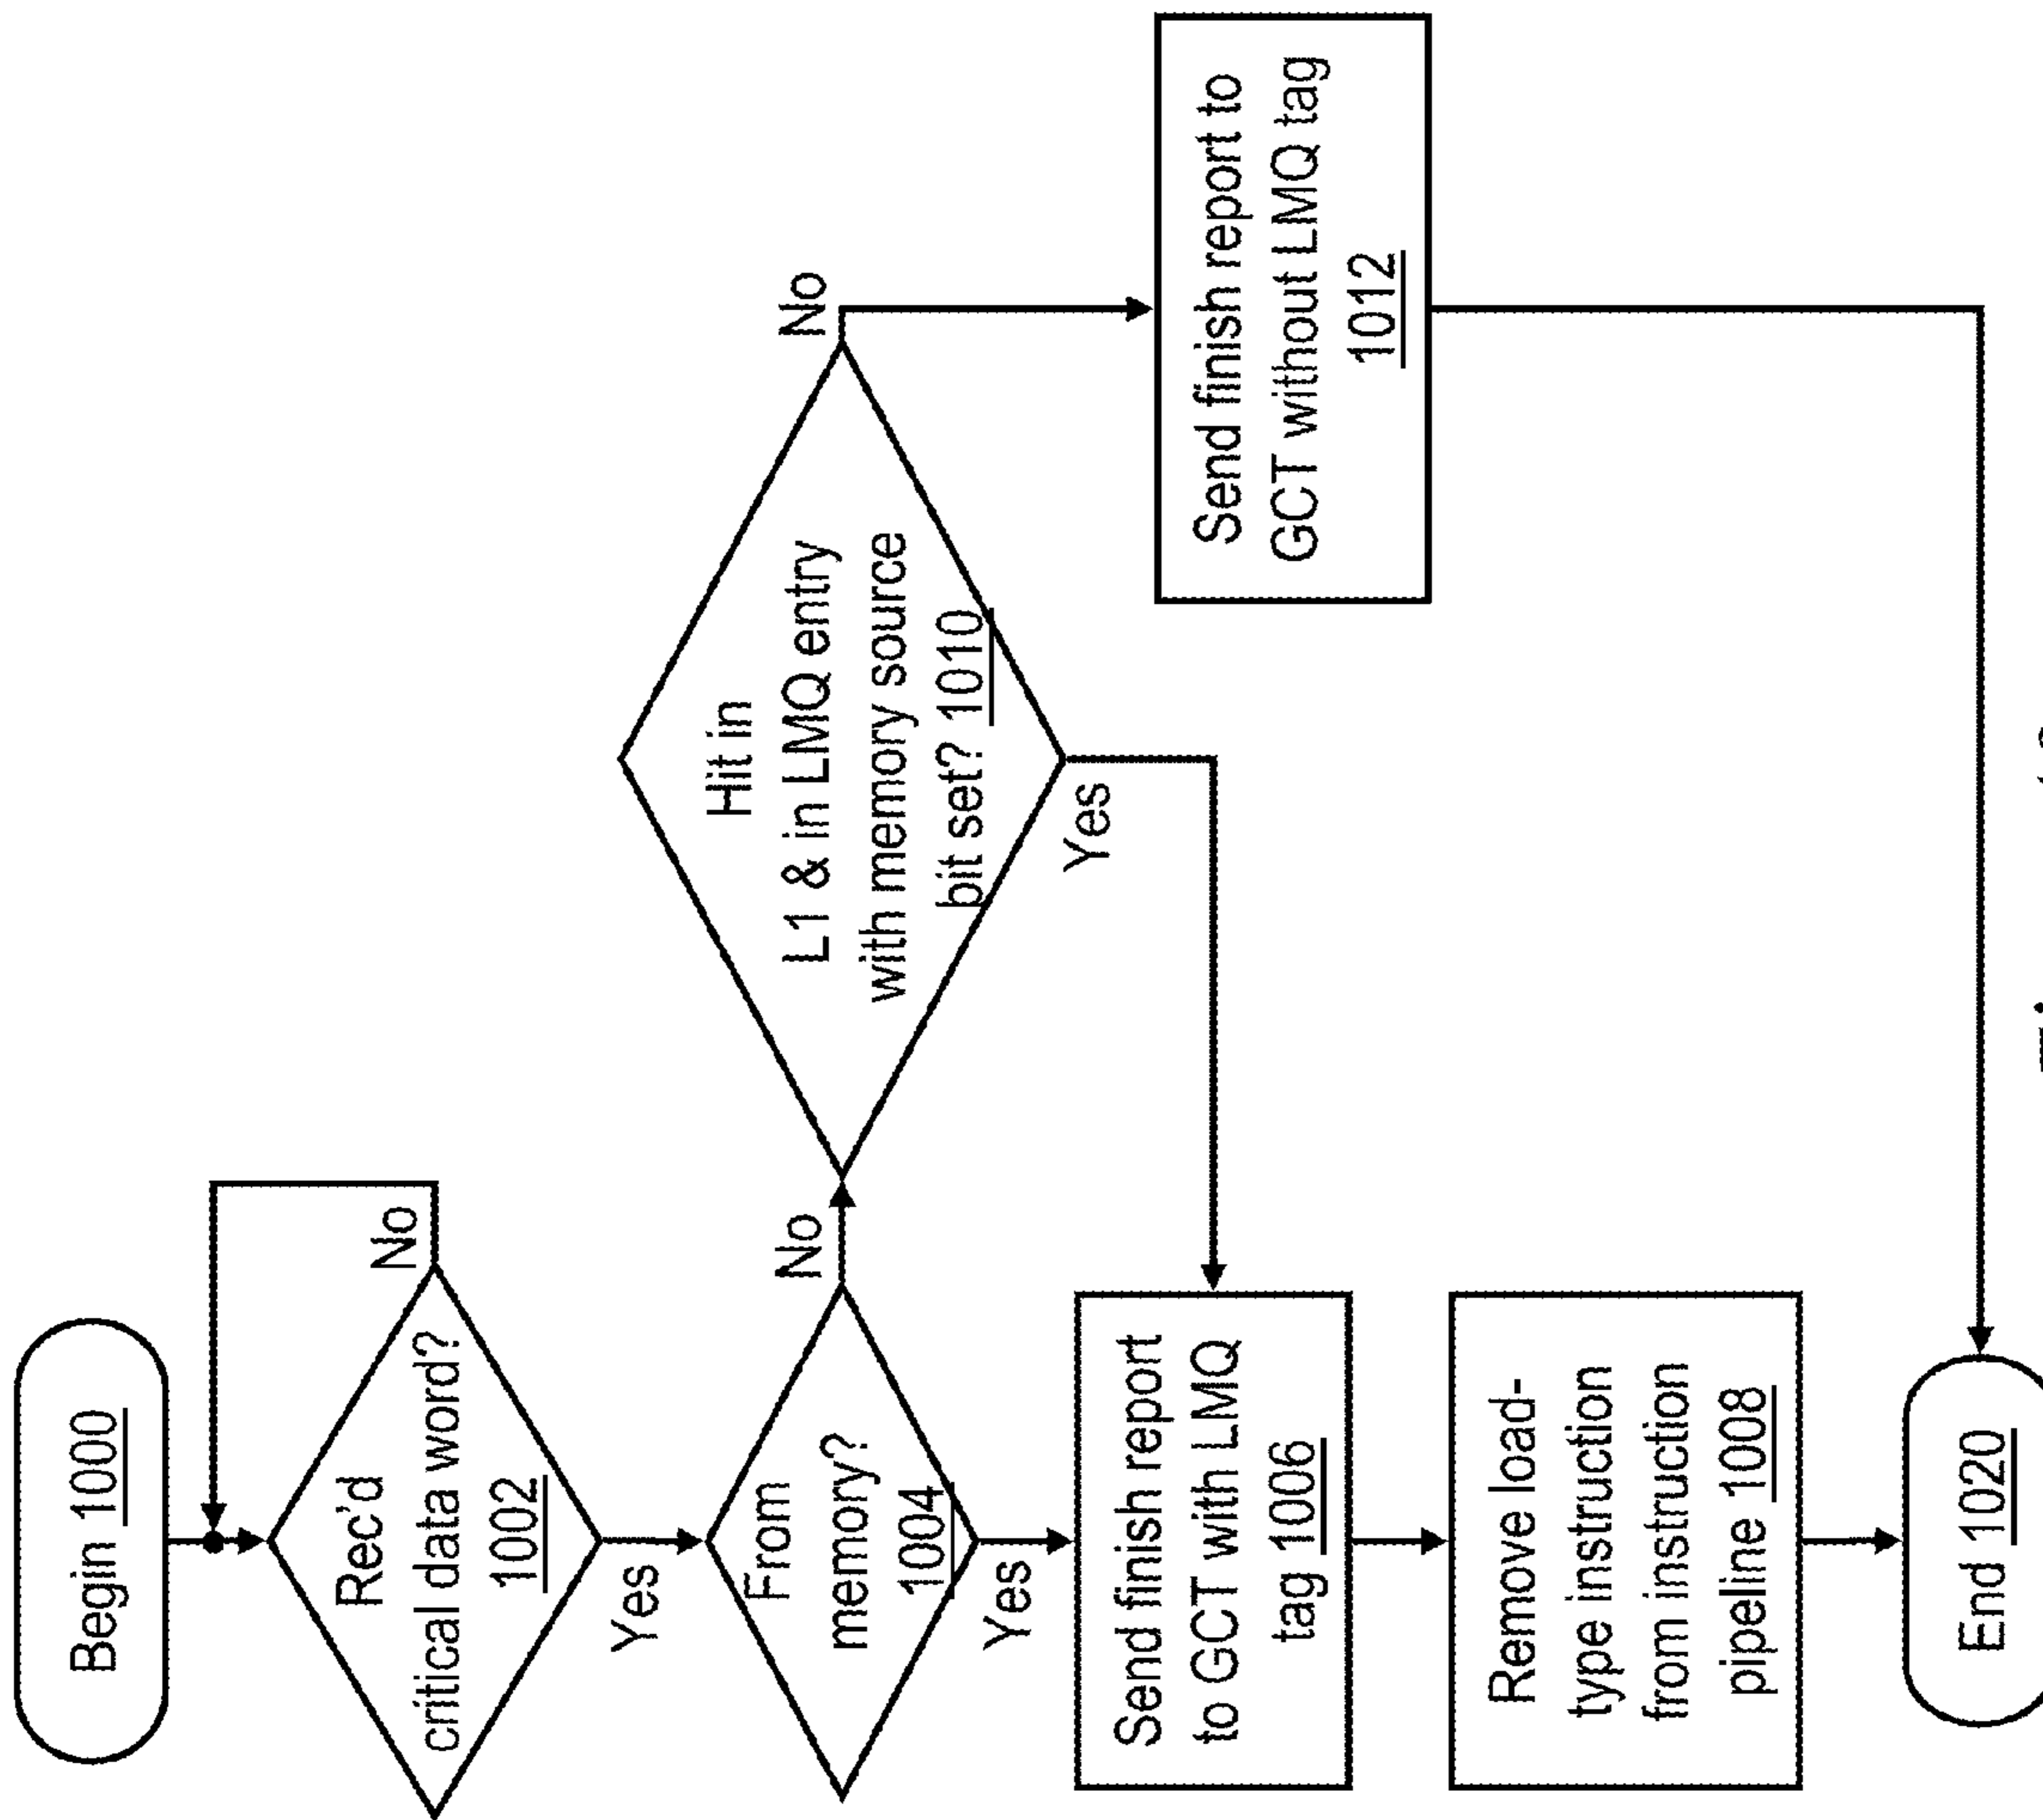 Begin 1000
Rec'd
critical data word?
1002
No
Yes
From
memory?
1004
No
Yes
Hit in
L1 & in LMQ entry
with memory source
bit set? 1010
No
Yes
Send finish report
to GCT with LMQ
tag 1006
Send finish report to
GCT without LMQ tag
1012
Remove load-
type instruction
from instruction
pipeline 1008
End 1020